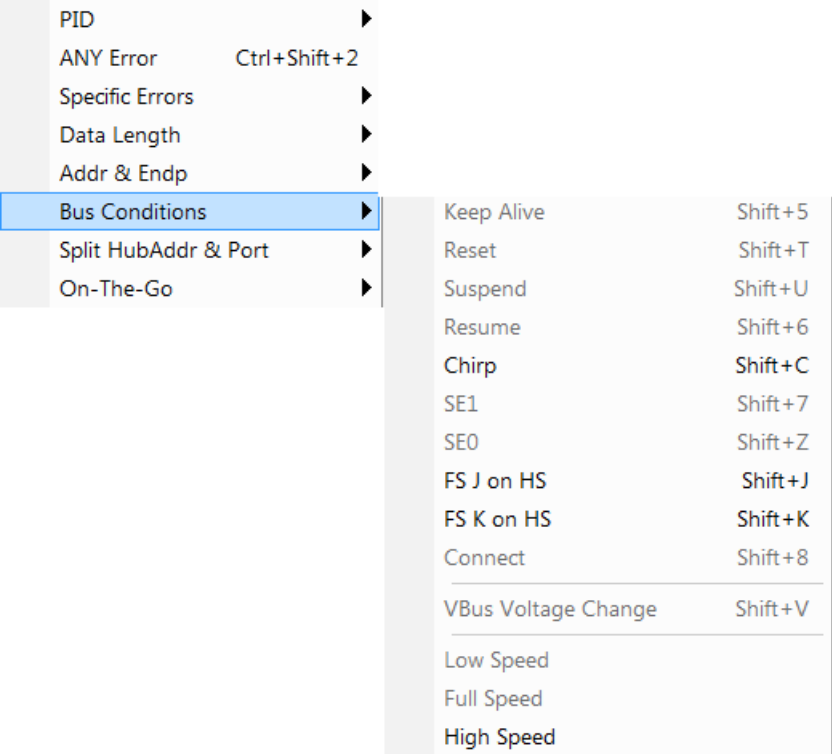 PID
ANY Error Ctrl+Shift+2
Specific Errors
Data Length
Addr & Endp
Bus Conditions
Split HubAddr & Port
On-The-Go
Keep Alive Shift+5
Reset Shift+T
Suspend Shift+U
Resume Shift+6
Chirp Shift+C
SE1 Shift+7
SE0 Shift+Z
FS J on HS Shift+J
FS K on HS Shift+K
Connect Shift+8
VBus Voltage Change Shift+V
Low Speed
Full Speed
High Speed